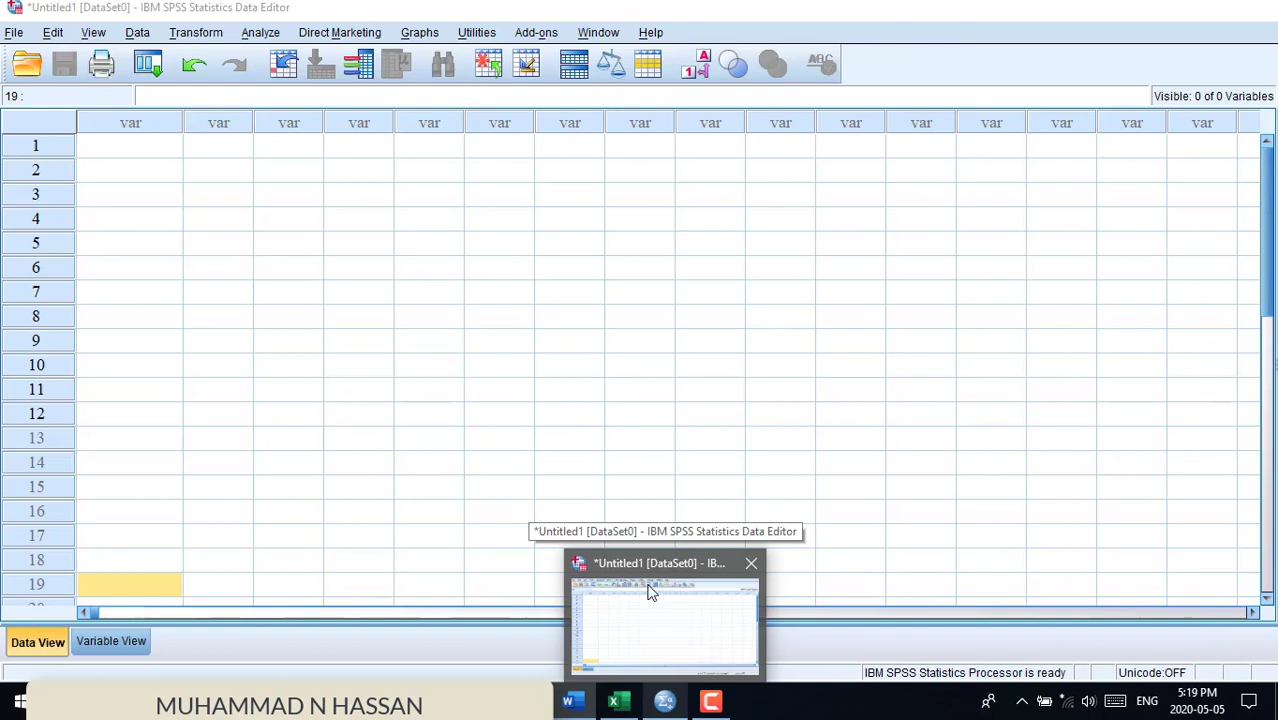 *Untitled1 [DataSet0] - IBM SPSS Statistics Data Editor
File Edit View Data Transform Analyze Direct Marketing Graphs Utilities Add-ons Window Help
19 :
Visible: 0 of 0 Variables
var var var var var var var var var var var var var var var var
1
2
3
4
5
6
7
8
9
10
11
12
13
14
15
16
17
18
19
*Untitled1 [DataSet0] - IBM SPSS Statistics Data Editor
*Untitled1 [DataSet0] - IB...
Data View Variable View
IBM SPSS Statistics Processor is ready Unicode:OFF
MUHAMMAD N HASSAN
ENG
5:19 PM
2020-05-05